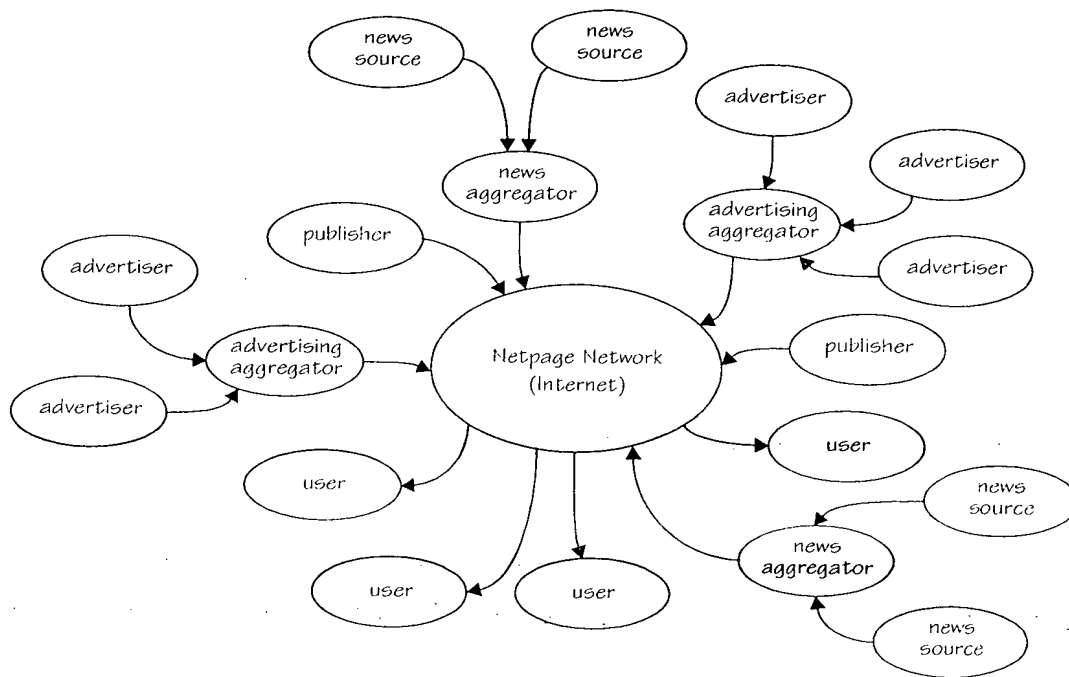 news
source
news
source
advertiser
news
aggregator
advertiser
advertising
aggregator
publisher
advertiser
advertiser
Netpage Network
(Internet)
publisher
advertising
aggregator
advertiser
user
user
news
source
news
aggregator
user
user
news
source